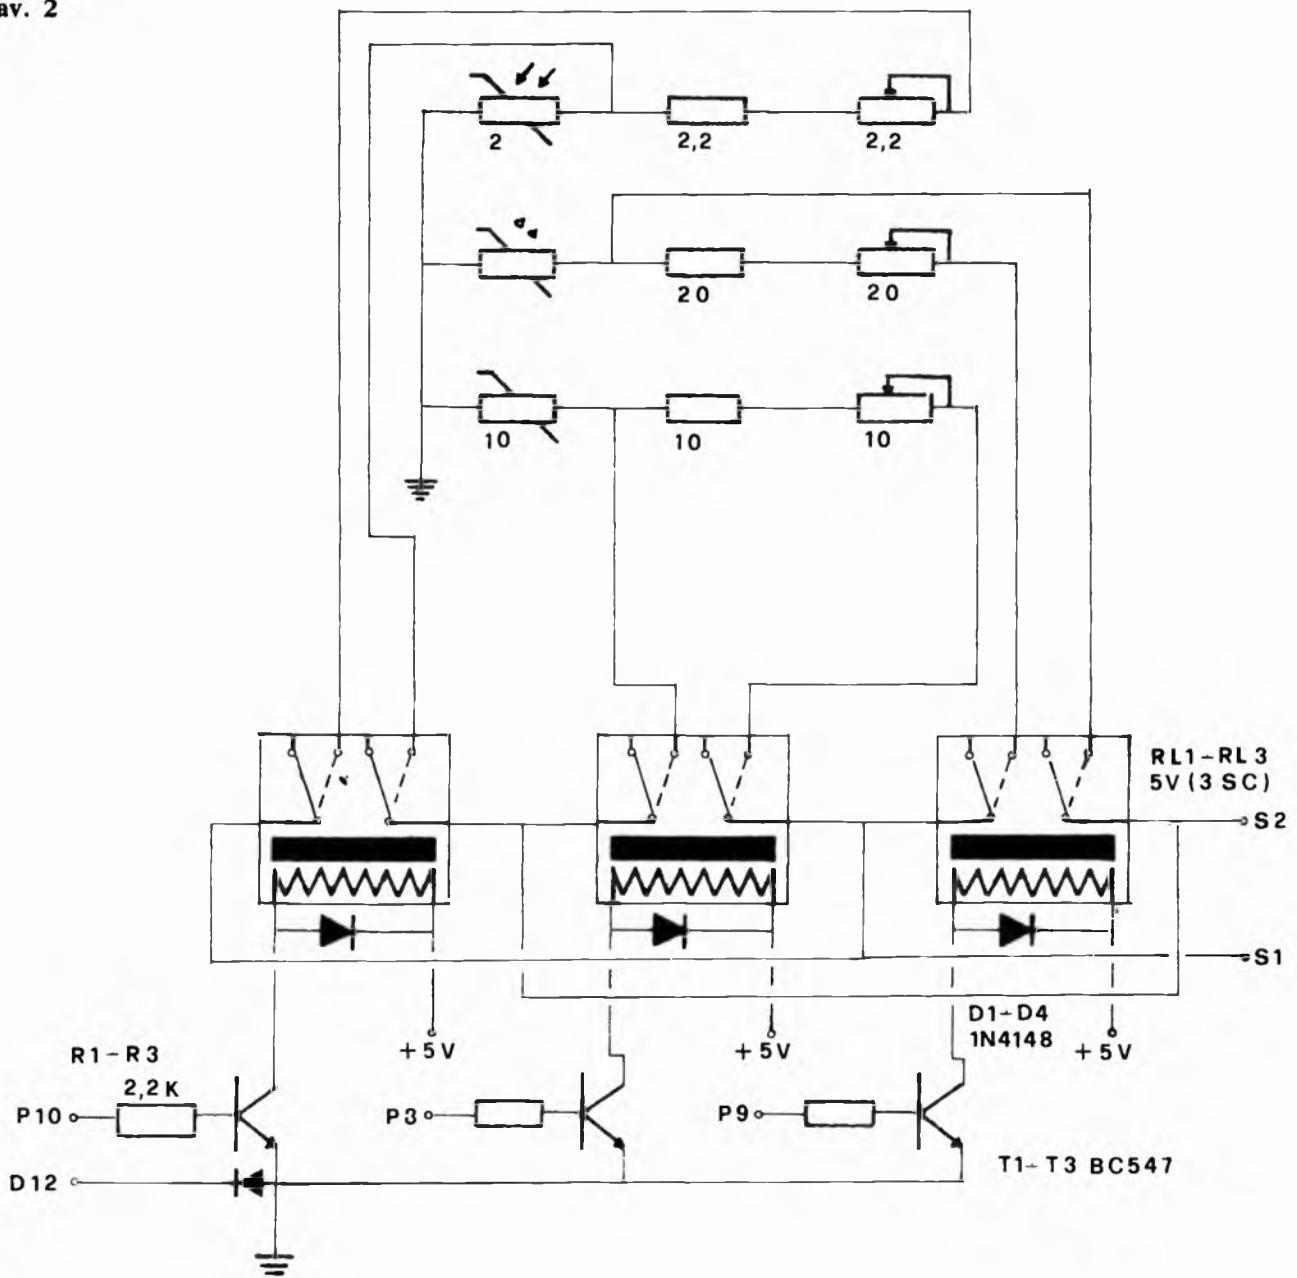 av. 2
2
2,2
2,2
20
20
10
10
10
RL1-RL3
5V (3 SC)
S2
S1
D1-D4
1N4148
+5V
+5V
+5V
R1-R3
2,2K
P10
P3
P9
D12
T1-T3 BC547